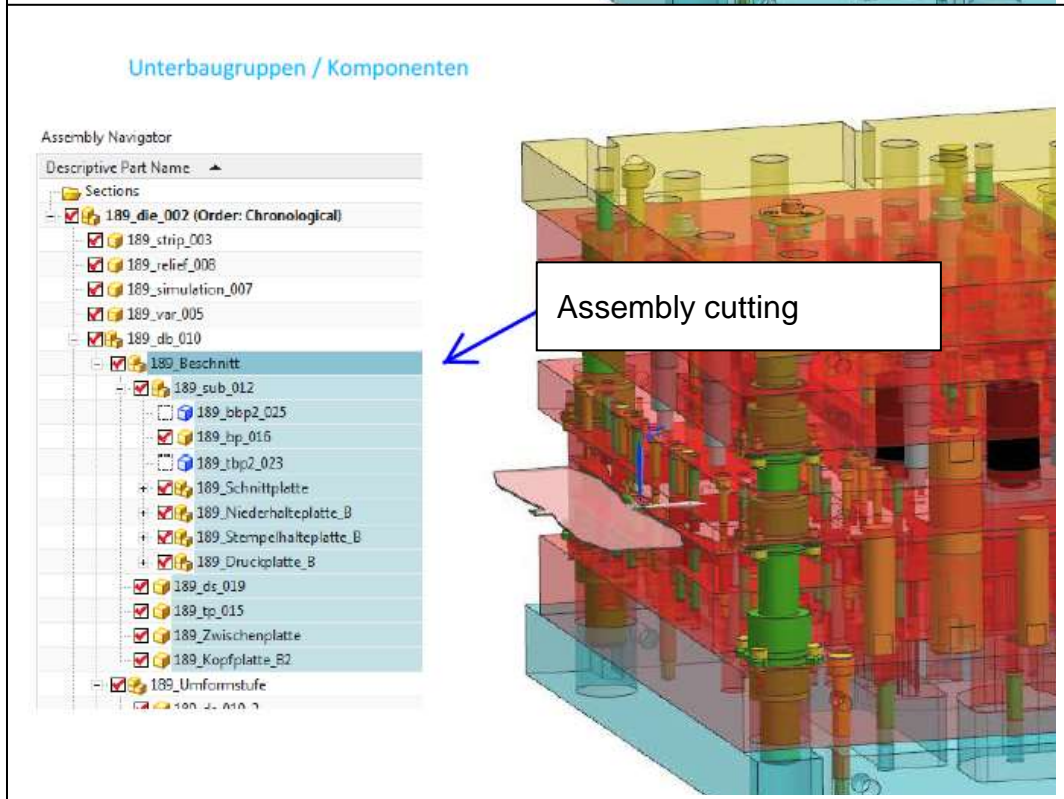 Unterbaugruppen / Komponenten
Assembly Navigator
Descriptive Part Name
Sections
189_die_002 (Order: Chronological)
189_strip_003
189_relief_008
189_simulation_007
189_var_005
189_db_010
189_Beschnitt
189_sub_012
189_bbp2_025
189_bp_016
189_tbp2_023
189_Schnittplatte
189_Niederhalteplatte_B
189_Stempelhalteplatte_B
189_Druckplatte_B
189_ds_019
189_tp_015
189_Zwischenplatte
189_Kopfplatte_B2
189_Umformstufe
Assembly cutting